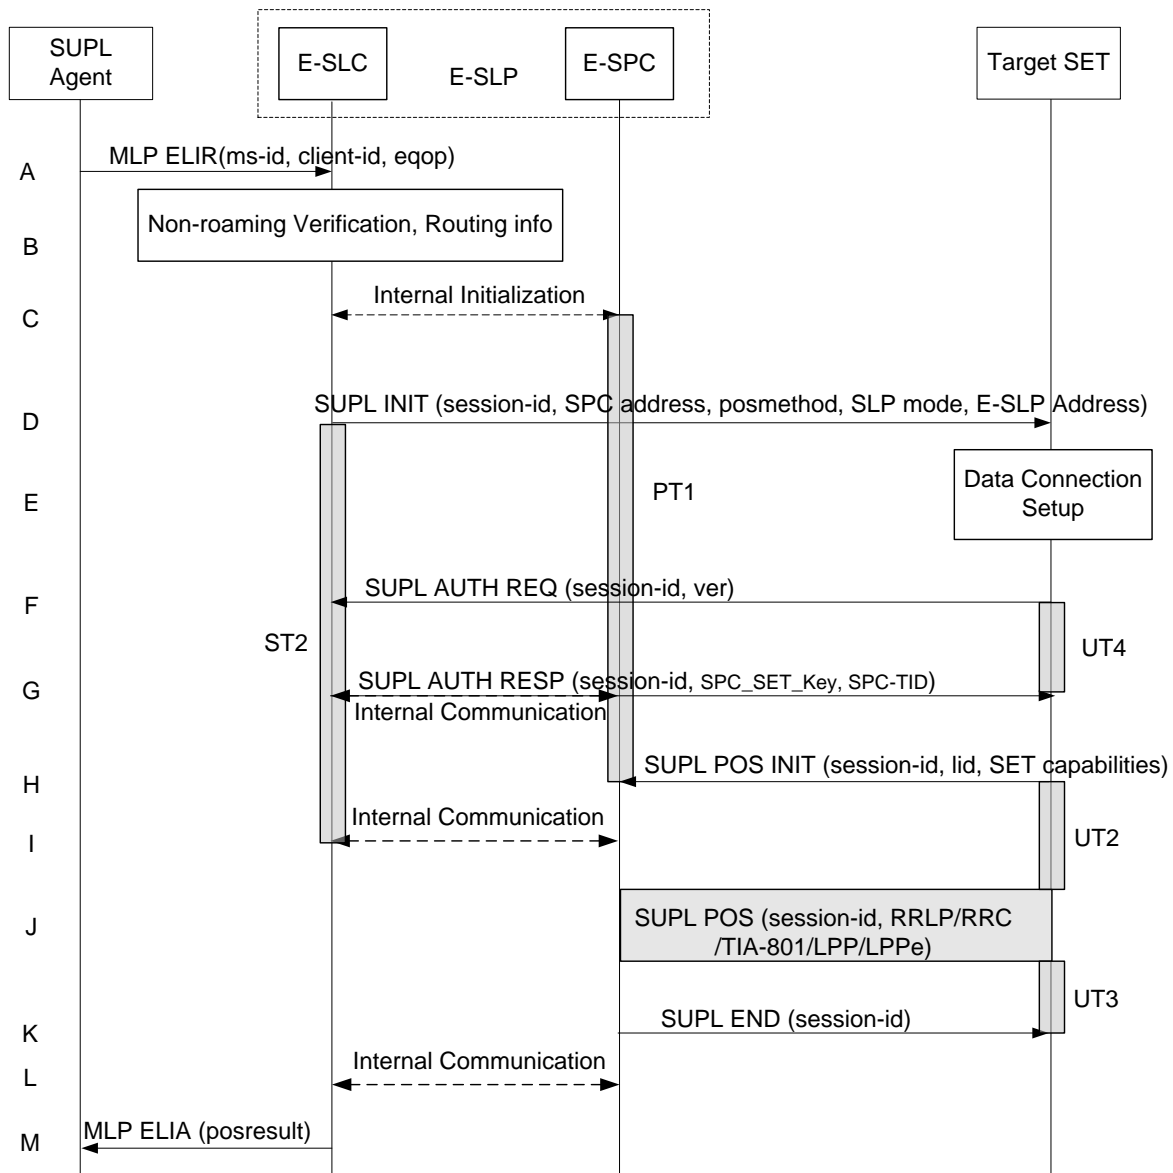 SUPL
Agent
E-SLC
E-SLP
E-SPC
Target SET
A
MLP ELIR(ms-id, client-id, eqop)
B
Non-roaming Verification, Routing info
C
Internal Initialization
D
SUPL INIT (session-id, SPC address, posmethod, SLP mode, E-SLP Address)
E
PT1
Data Connection
Setup
F
SUPL AUTH REQ (session-id, ver)
ST2
UT4
G
SUPL AUTH RESP (session-id, SPC_SET_Key, SPC-TID)
Internal Communication
H
SUPL POS INIT (session-id, lid, SET capabilities)
I
Internal Communication
UT2
J
SUPL POS (session-id, RRLP/RRC
/TIA-801/LPP/LPPe)
UT3
K
SUPL END (session-id)
L
Internal Communication
M
MLP ELIA (posresult)